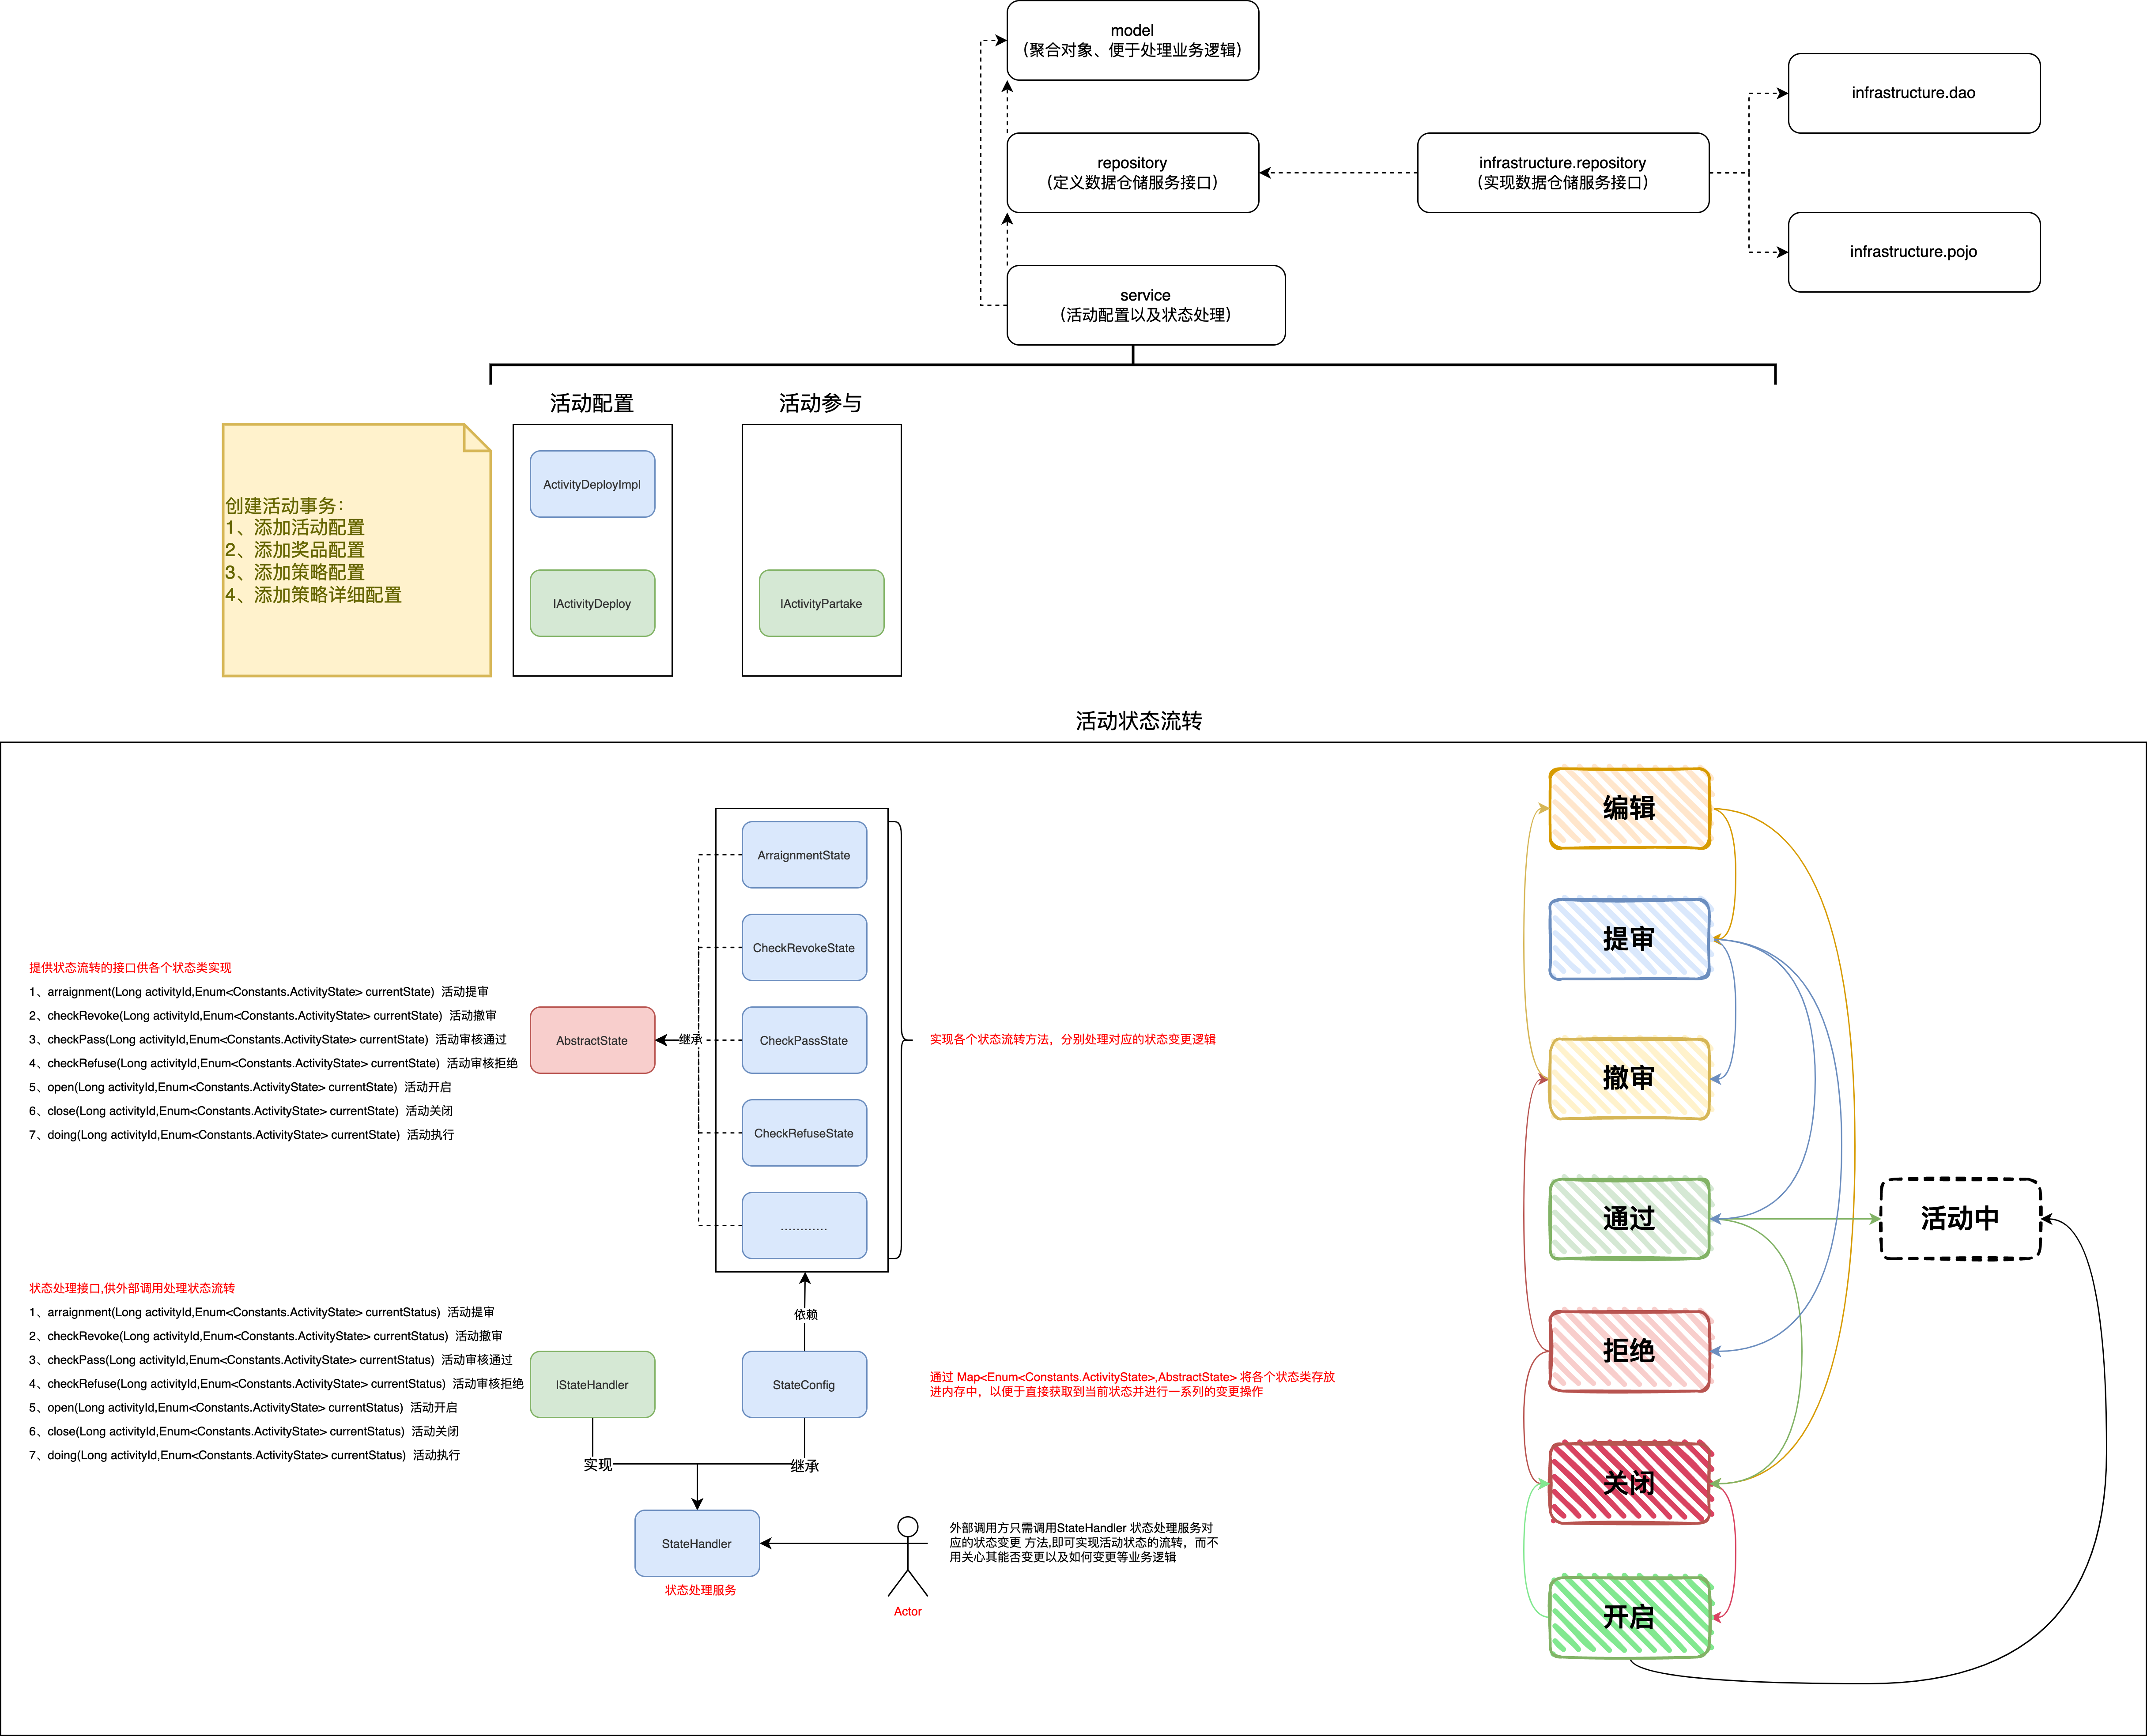 model
（聚合对象、便于处理业务逻辑）
infrastructure.dao
repository
（定义数据仓储服务接口）
infrastructure.repository
（实现数据仓储服务接口）
infrastructure.pojo
service
（活动配置以及状态处理）
活动配置
活动参与
创建活动事务：
1、添加活动配置
2、添加奖品配置
3、添加策略配置
4、添加策略详细配置
ActivityDeployImpl
IActivityDeploy
IActivityPartake
活动状态流转
提供状态流转的接口供各个状态类实现
1、arraignment(Long activityId,Enum<Constants.ActivityState> currentState) 活动提审
2、checkRevoke(Long activityId,Enum<Constants.ActivityState> currentState) 活动撤审
3、checkPass(Long activityId,Enum<Constants.ActivityState> currentState) 活动审核通过
4、checkRefuse(Long activityId,Enum<Constants.ActivityState> currentState) 活动审核拒绝
5、open(Long activityId,Enum<Constants.ActivityState> currentState) 活动开启
6、close(Long activityId,Enum<Constants.ActivityState> currentState) 活动关闭
7、doing(Long activityId,Enum<Constants.ActivityState> currentState) 活动执行
AbstractState
继承
ArraignmentState
CheckRevokeState
CheckPassState
CheckRefuseState
............
实现各个状态流转方法，分别处理对应的状态变更逻辑
依赖
状态处理接口,供外部调用处理状态流转
1、arraignment(Long activityId,Enum<Constants.ActivityState> currentStatus) 活动提审
2、checkRevoke(Long activityId,Enum<Constants.ActivityState> currentStatus) 活动撤审
3、checkPass(Long activityId,Enum<Constants.ActivityState> currentStatus) 活动审核通过
4、checkRefuse(Long activityId,Enum<Constants.ActivityState> currentStatus) 活动审核拒绝
5、open(Long activityId,Enum<Constants.ActivityState> currentStatus) 活动开启
6、close(Long activityId,Enum<Constants.ActivityState> currentStatus) 活动关闭
7、doing(Long activityId,Enum<Constants.ActivityState> currentStatus) 活动执行
IStateHandler
StateConfig
通过 Map<Enum<Constants.ActivityState>,AbstractState> 将各个状态类存放
进内存中，以便于直接获取到当前状态并进行一系列的变更操作
实现
继承
StateHandler
状态处理服务
Actor
外部调用方只需调用StateHandler 状态处理服务对
应的状态变更 方法,即可实现活动状态的流转，而不
用关心其能否变更以及如何变更等业务逻辑
编辑
提审
撤审
通过
活动中
拒绝
关闭
开启